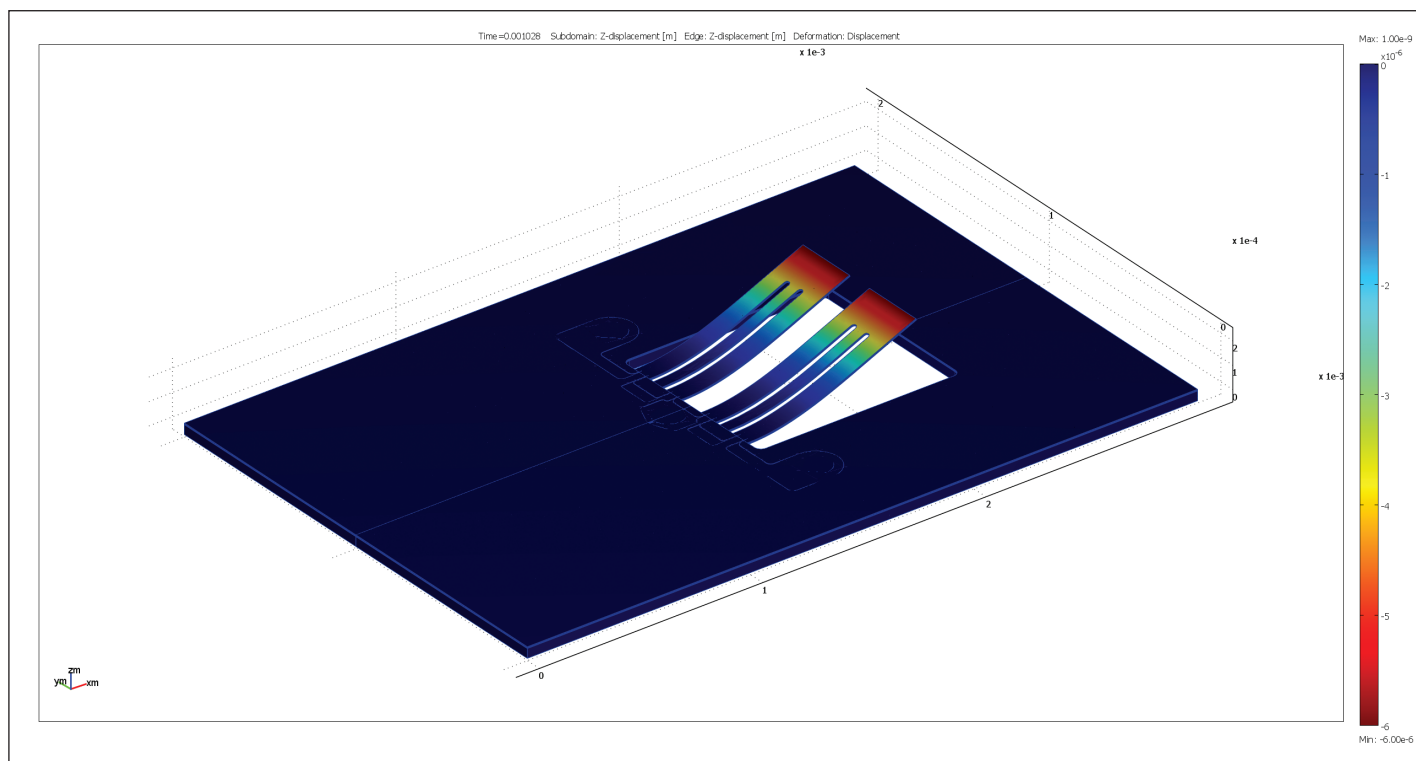 Time=0.001028 Subdomain: Z-displacement [m] Edge: Z-displacement [m] Deformation: Displacement
Max: 1.00e-9
x 1e-3
x10^-6
0
2
-1
1
x 1e-4
-2
0
2
1
x 1e-3
0
-3
2
-4
1
-5
0
zm
ym
xm
-6
Min: -6.00e-6